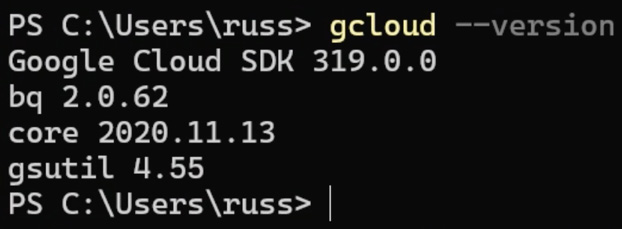 PS C:\Users\russ> gcloud --version
Google Cloud SDK 319.0.0
bq 2.0.62
core 2020.11.13
gsutil 4.55
PS C:\Users\russ>